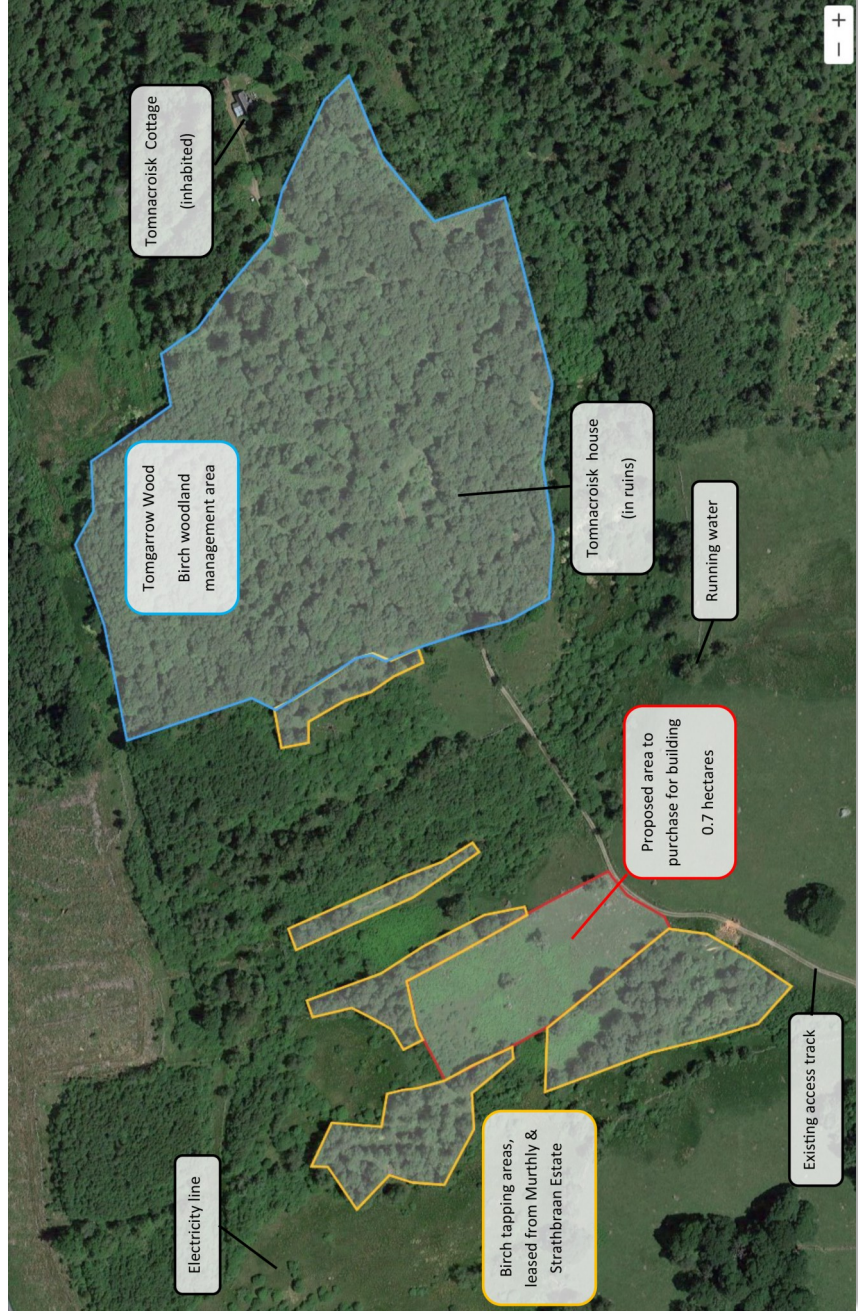 Electricity line
Birch tapping areas,
leased from Murthly &
Strathbraan Estate
Existing access track
Proposed area to
purchase for building
0.7 hectares
Running water
Tomgarrow Wood
Birch woodland
management area
Tomnacroisk house
(in ruins)
Tomnacroisk Cottage
(inhabited)
− +